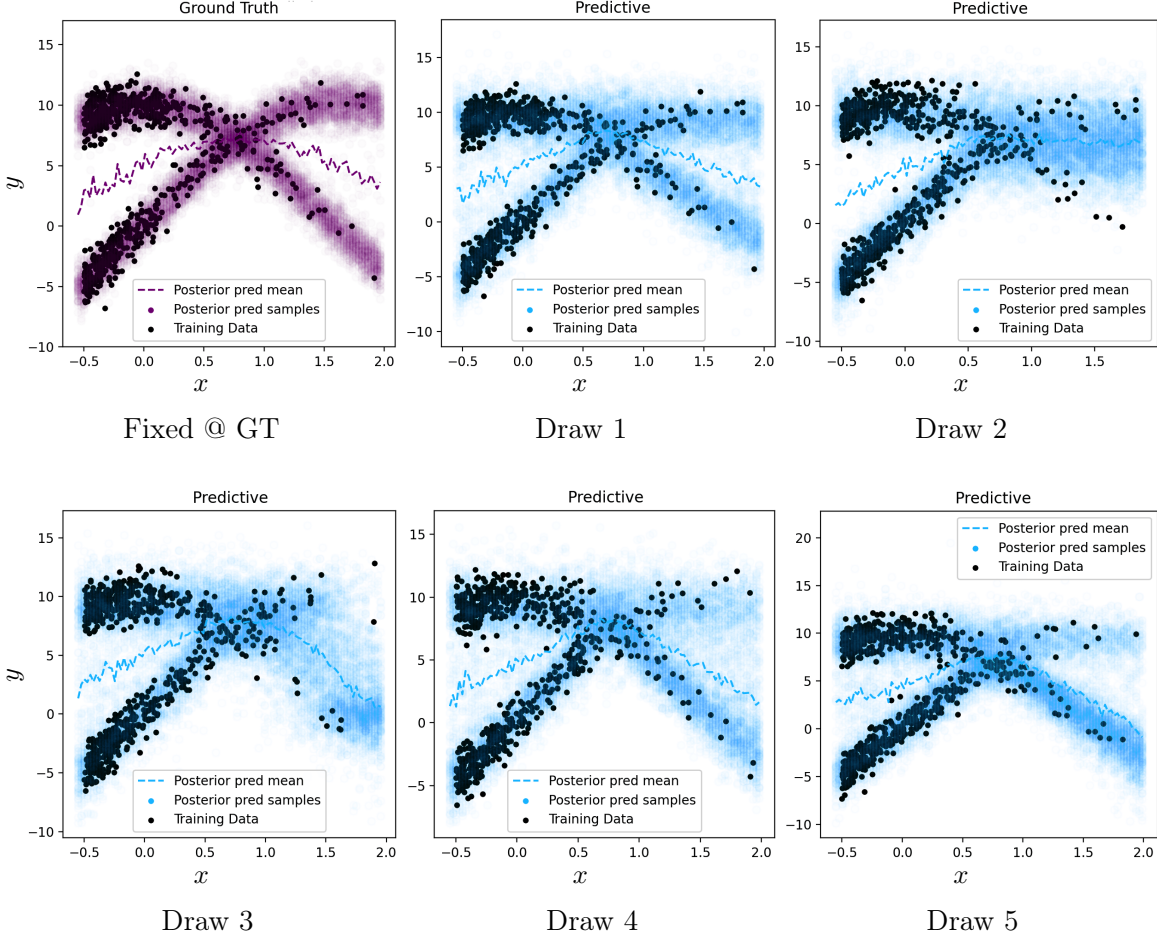 Ground Truth
Predictive
Predictive
15
10
5
0
−5
−10
y
−0.5 0.0 0.5 1.0 1.5 2.0
x
Posterior pred mean
Posterior pred samples
Training Data
Fixed @ GT
15
10
5
0
−5
−10
−0.5 0.0 0.5 1.0 1.5 2.0
x
Posterior pred mean
Posterior pred samples
Training Data
Draw 1
15
10
5
0
−5
−10
−0.5 0.0 0.5 1.0 1.5
x
Posterior pred mean
Posterior pred samples
Training Data
Draw 2
Predictive
15
10
5
0
−5
−10
y
−0.5 0.0 0.5 1.0 1.5 2.0
x
Posterior pred mean
Posterior pred samples
Training Data
Draw 3
Predictive
15
10
5
0
−5
−0.5 0.0 0.5 1.0 1.5 2.0
x
Posterior pred mean
Posterior pred samples
Training Data
Draw 4
Predictive
20
15
10
5
0
−5
−10
−0.5 0.0 0.5 1.0 1.5 2.0
x
Posterior pred mean
Posterior pred samples
Training Data
Draw 5